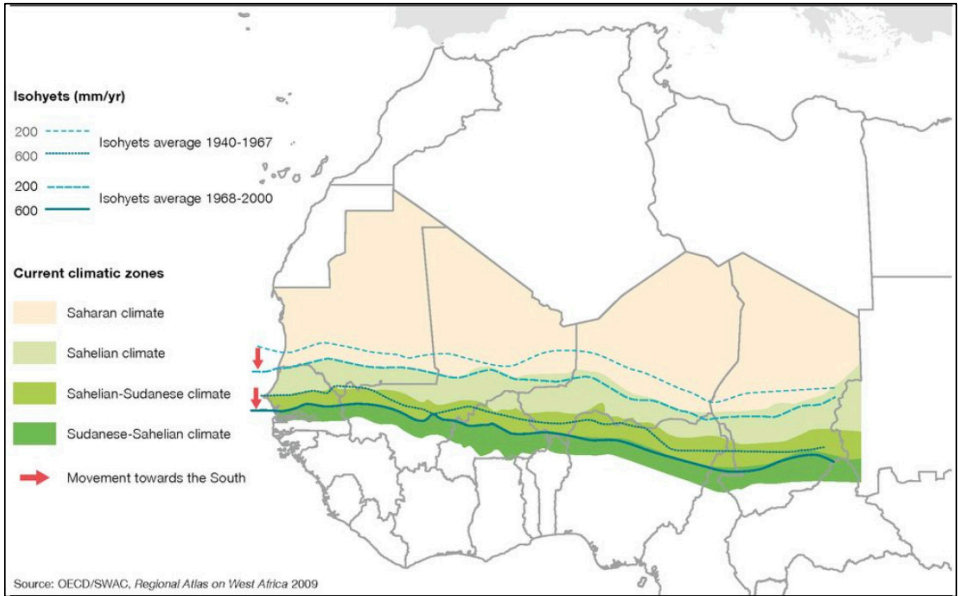 Isohyets (mm/yr)
200
Isohyets average 1940-1967
600
200
Isohyets average 1968-2000
600
Current climatic zones
Saharan climate
Sahelian climate
Sahelian-Sudanese climate
Sudanese-Sahelian climate
Movement towards the South
Source: OECD/SWAC, Regional Atlas on West Africa 2009